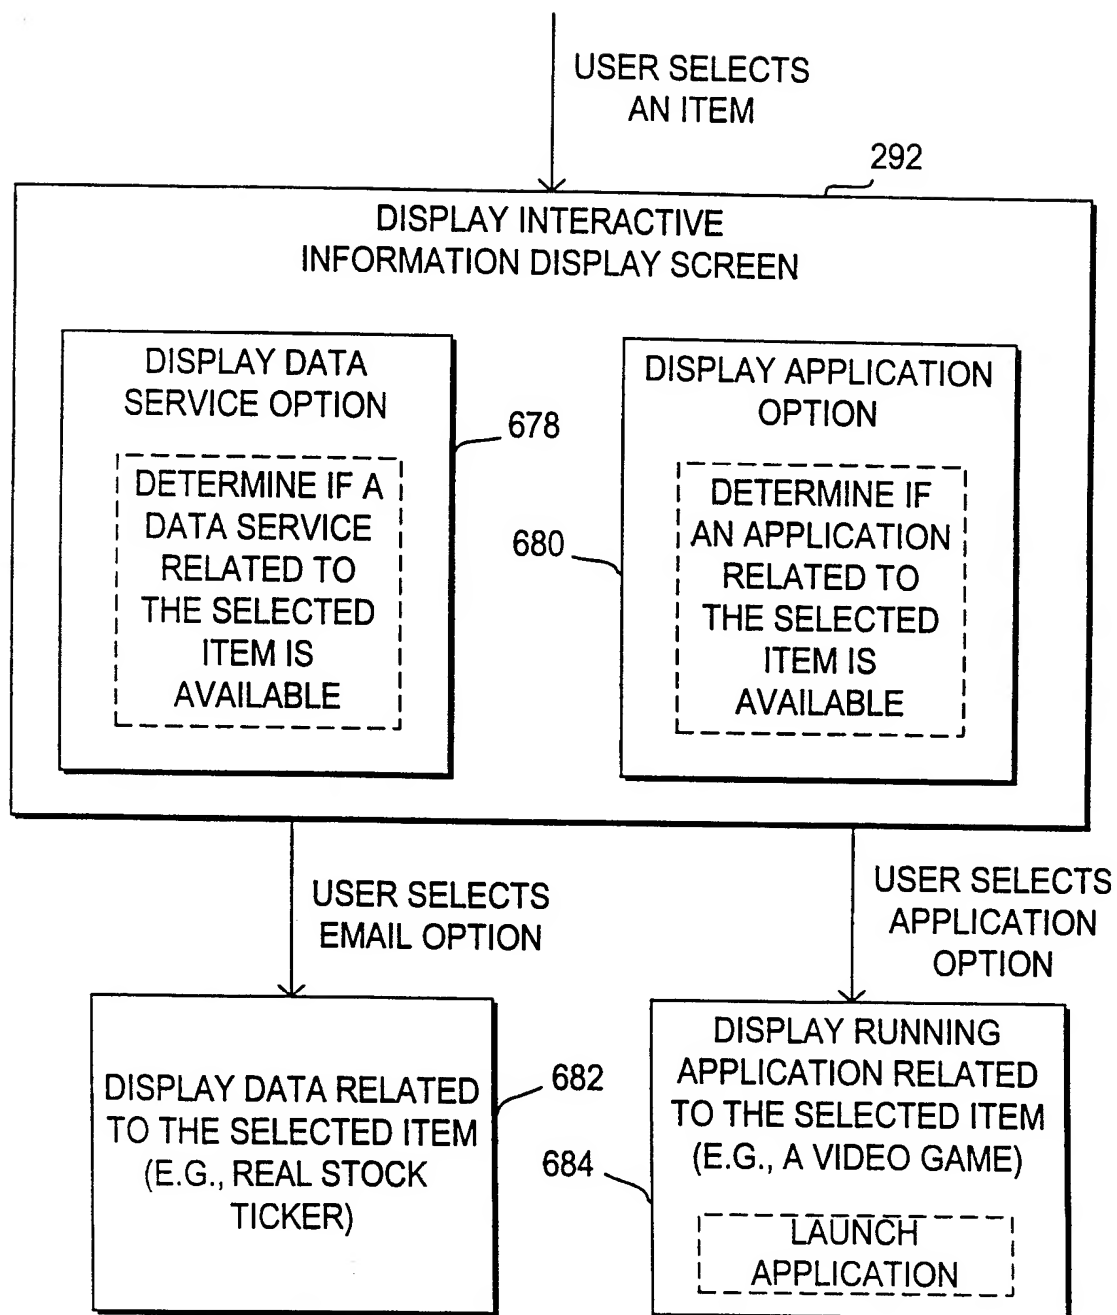 USER SELECTS
AN ITEM
292
DISPLAY INTERACTIVE
INFORMATION DISPLAY SCREEN
DISPLAY DATA
SERVICE OPTION
678
DETERMINE IF A
DATA SERVICE
RELATED TO
THE SELECTED
ITEM IS
AVAILABLE
DISPLAY APPLICATION
OPTION
680
DETERMINE IF
AN APPLICATION
RELATED TO
THE SELECTED
ITEM IS
AVAILABLE
USER SELECTS
EMAIL OPTION
USER SELECTS
APPLICATION
OPTION
DISPLAY DATA RELATED
TO THE SELECTED ITEM
(E.G., REAL STOCK
TICKER)
682
DISPLAY RUNNING
APPLICATION RELATED
TO THE SELECTED ITEM
(E.G., A VIDEO GAME)
684
LAUNCH
APPLICATION